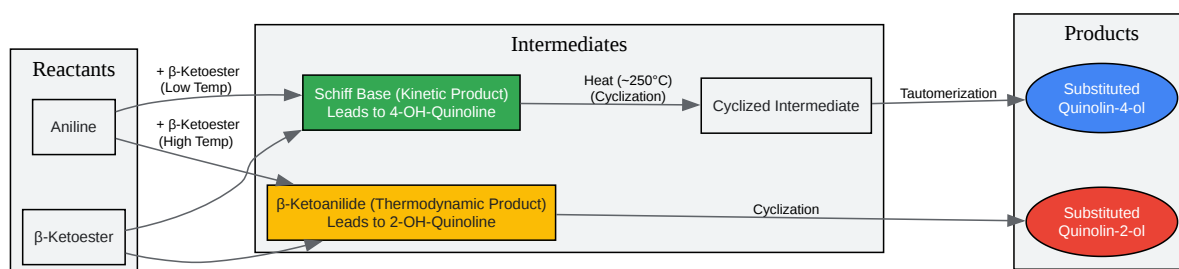 Reactants
Aniline
β-Ketoester
+ β-Ketoester
(Low Temp)
+ β-Ketoester
(High Temp)
Intermediates
Schiff Base (Kinetic Product)
Leads to 4-OH-Quinoline
Heat (~250°C)
(Cyclization)
Cyclized Intermediate
β-Ketoanilide (Thermodynamic Product)
Leads to 2-OH-Quinoline
Tautomerization
Cyclization
Products
Substituted
Quinolin-4-ol
Substituted
Quinolin-2-ol